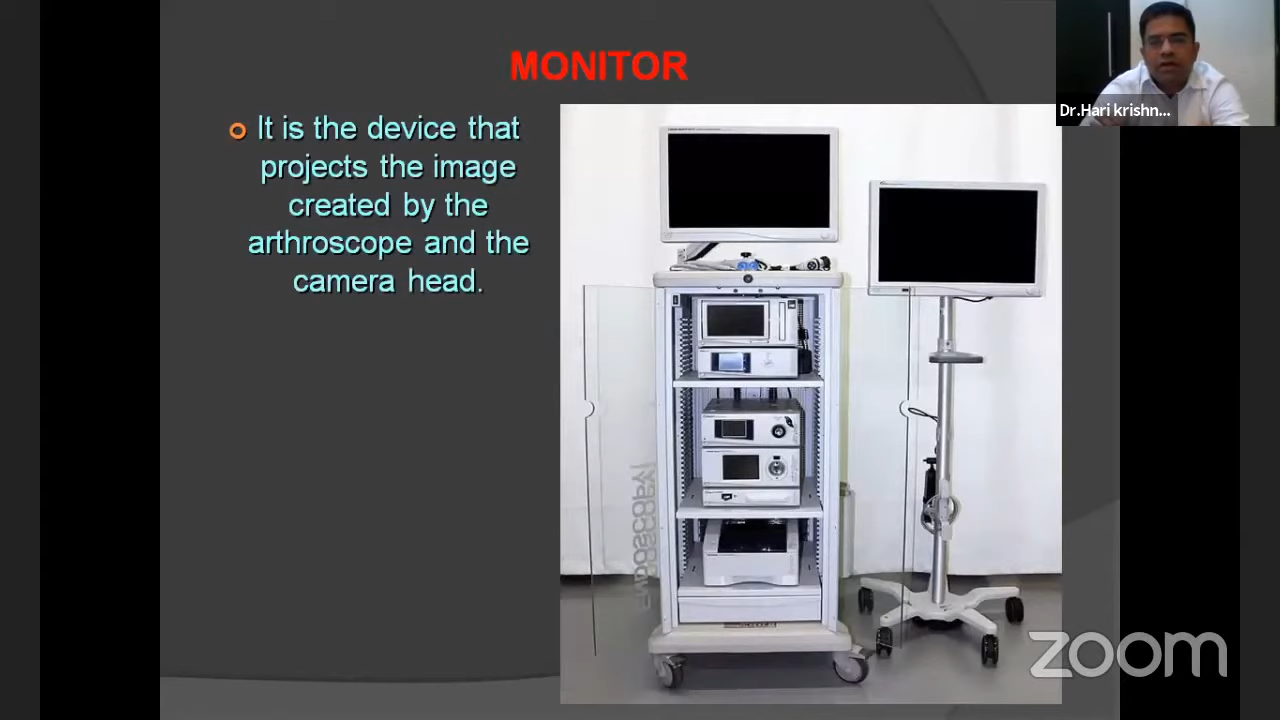 MONITOR
It is the device that
projects the image
created by the
arthroscope and the
camera head.
Dr.Hari krishn...
ENDOSCOPY
zoom